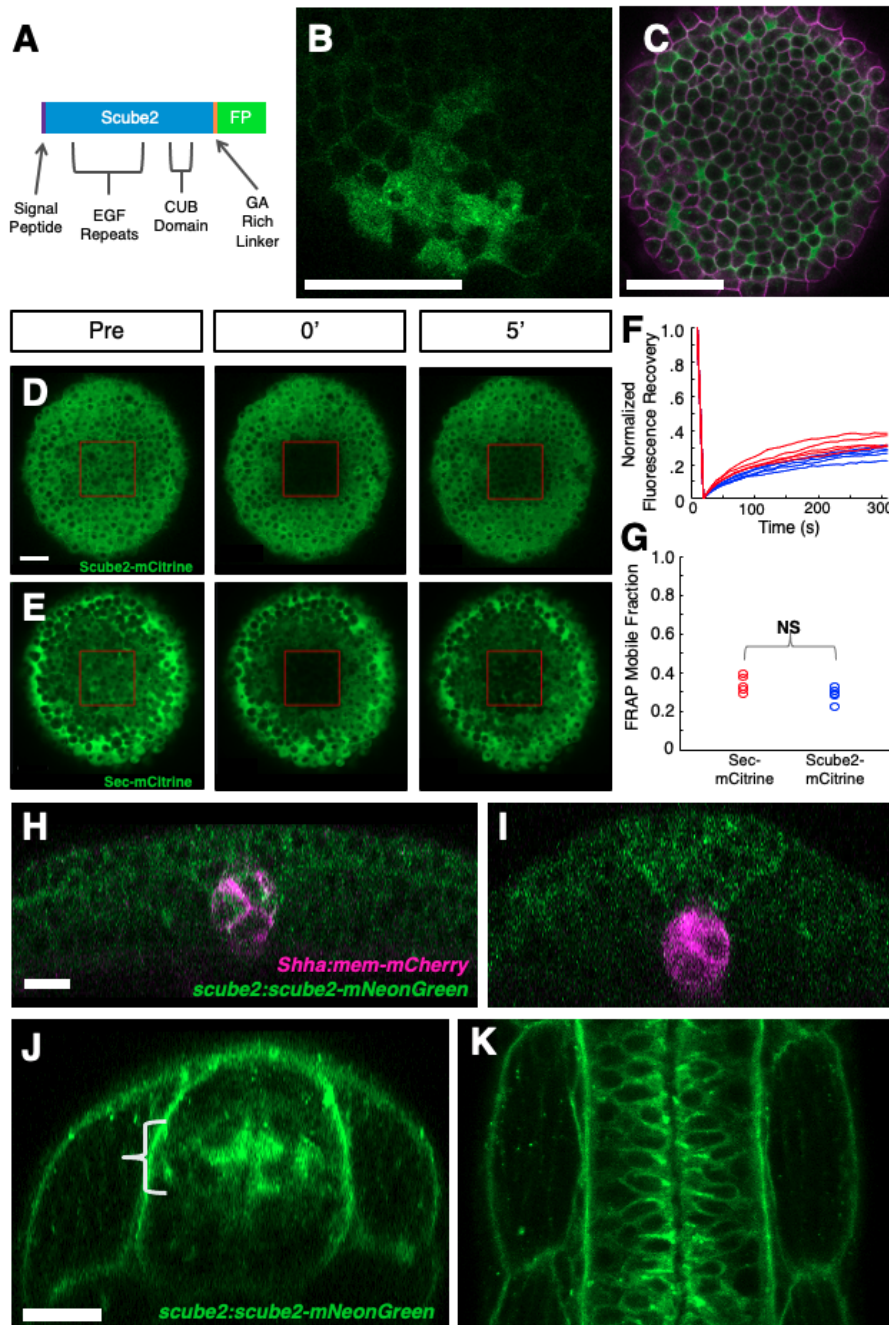 A
Scube2
FP
Signal
Peptide
EGF
Repeats
CUB
Domain
GA
Rich
Linker
B
C
Pre
0’
5’
D
Scube2-mCitrine
E
Sec-mCitrine
F
Normalized
Fluorescence Recovery
1.0
.8
.6
.4
.2
0
0
100
200
300
Time (s)
G
FRAP Mobile Fraction
1.0
0.8
0.6
0.4
0.2
0
NS
Sec-
mCitrine
Scube2-
mCitrine
H
Shha:mem-mCherry
scube2:scube2-mNeonGreen
I
J
scube2:scube2-mNeonGreen
K